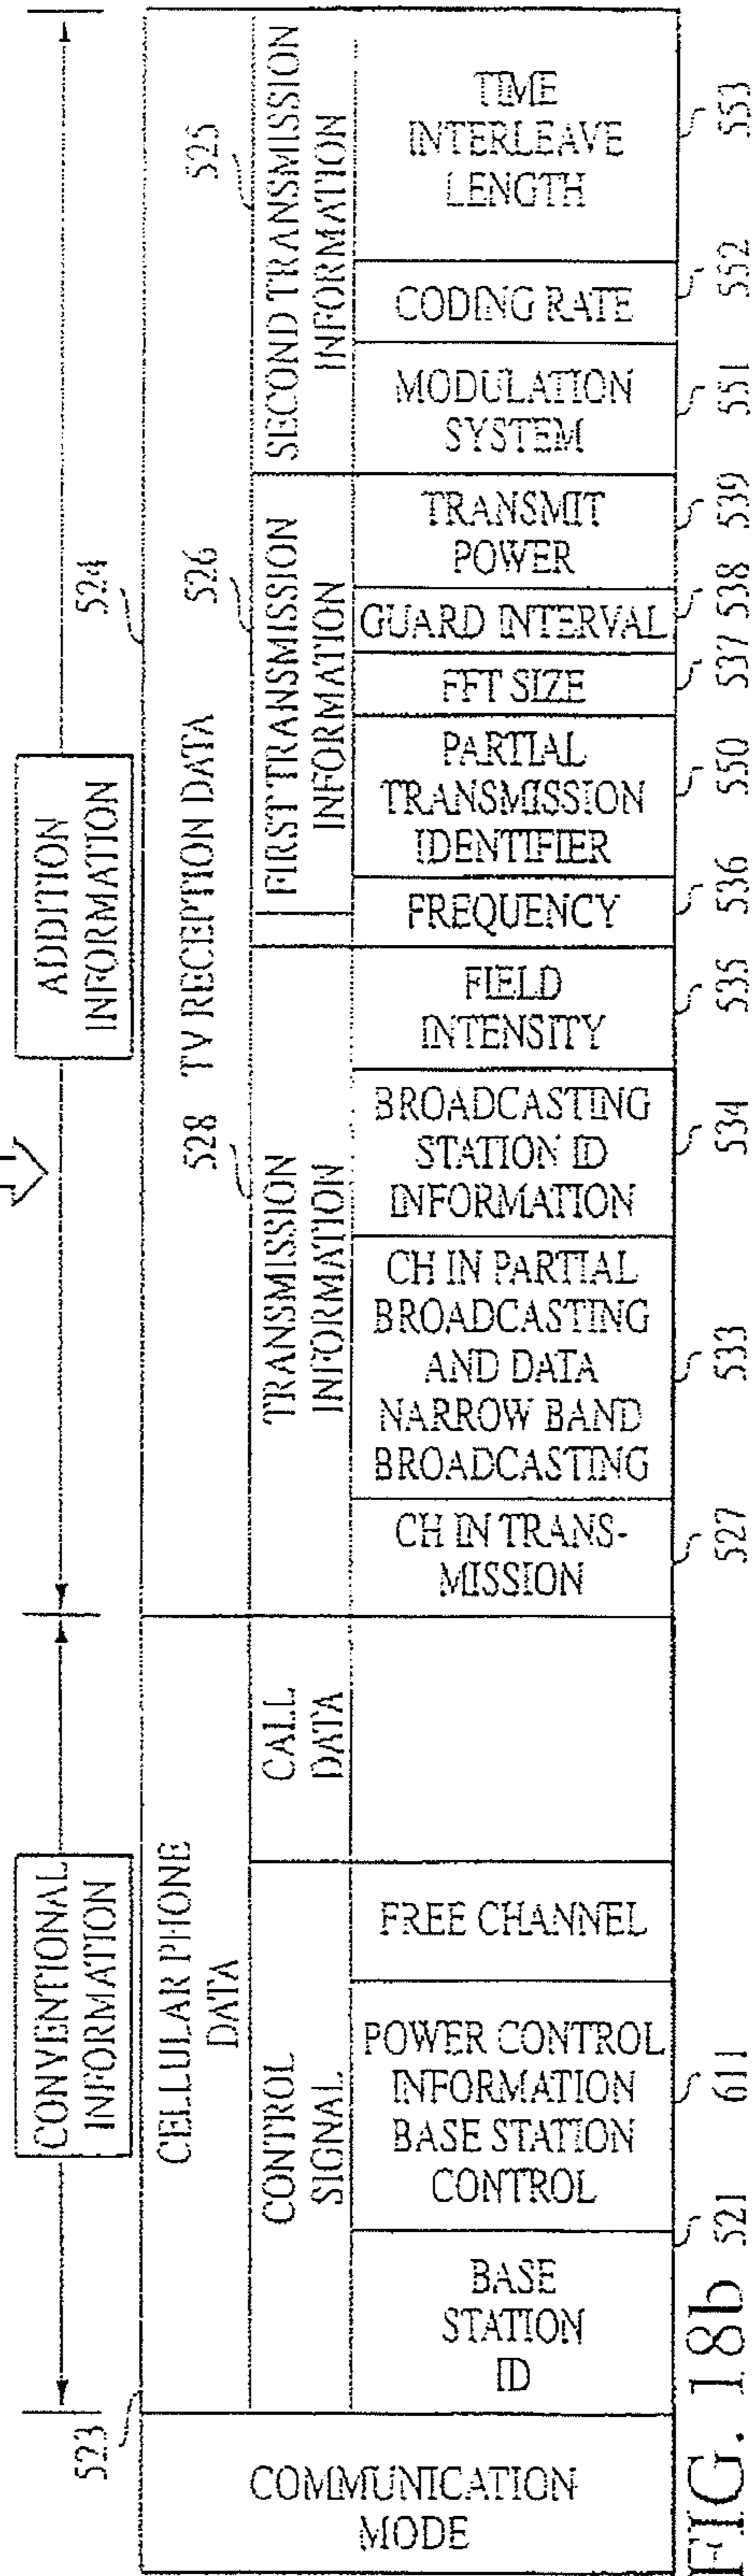 CONVENTIONAL
INFORMATION
ADDITION
INFORMATION
523
524
COMMUNICATION
MODE
CELLULAR PHONE
DATA
TV RECEPTION DATA
528
526
525
CONTROL
SIGNAL
CALL
DATA
TRANSMISSION
INFORMATION
FIRST TRANSMISSION
INFORMATION
SECOND TRANSMISSION
INFORMATION
BASE
STATION
ID
POWER CONTROL
INFORMATION
BASE STATION
CONTROL
FREE CHANNEL
CH IN TRANS-
MISSION
CH IN PARTIAL
BROADCASTING
AND DATA
NARROW BAND
BROADCASTING
BROADCASTING
STATION ID
INFORMATION
FIELD
INTENSITY
FREQUENCY
PARTIAL
TRANSMISSION
IDENTIFIER
FFT SIZE
GUARD INTERVAL
TRANSMIT
POWER
MODULATION
SYSTEM
CODING RATE
TIME
INTERLEAVE
LENGTH
521
611
527
533
534
535
536
550
537
538
539
551
552
553
FIG. 18b